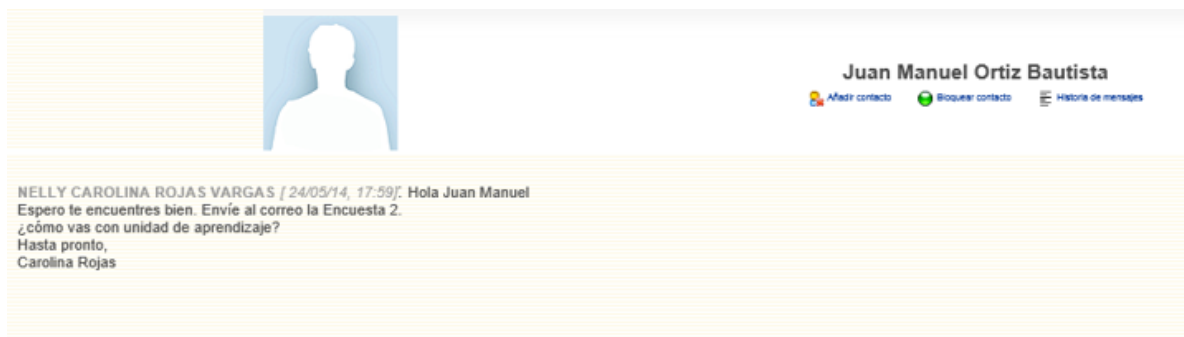 Juan Manuel Ortiz Bautista
Añadir contacto Bloquear contacto Historia de mensajes
NELLY CAROLINA ROJAS VARGAS [ 24/05/14, 17:59]: Hola Juan Manuel
Espero te encuentres bien. Envíe al correo la Encuesta 2.
¿cómo vas con unidad de aprendizaje?
Hasta pronto,
Carolina Rojas